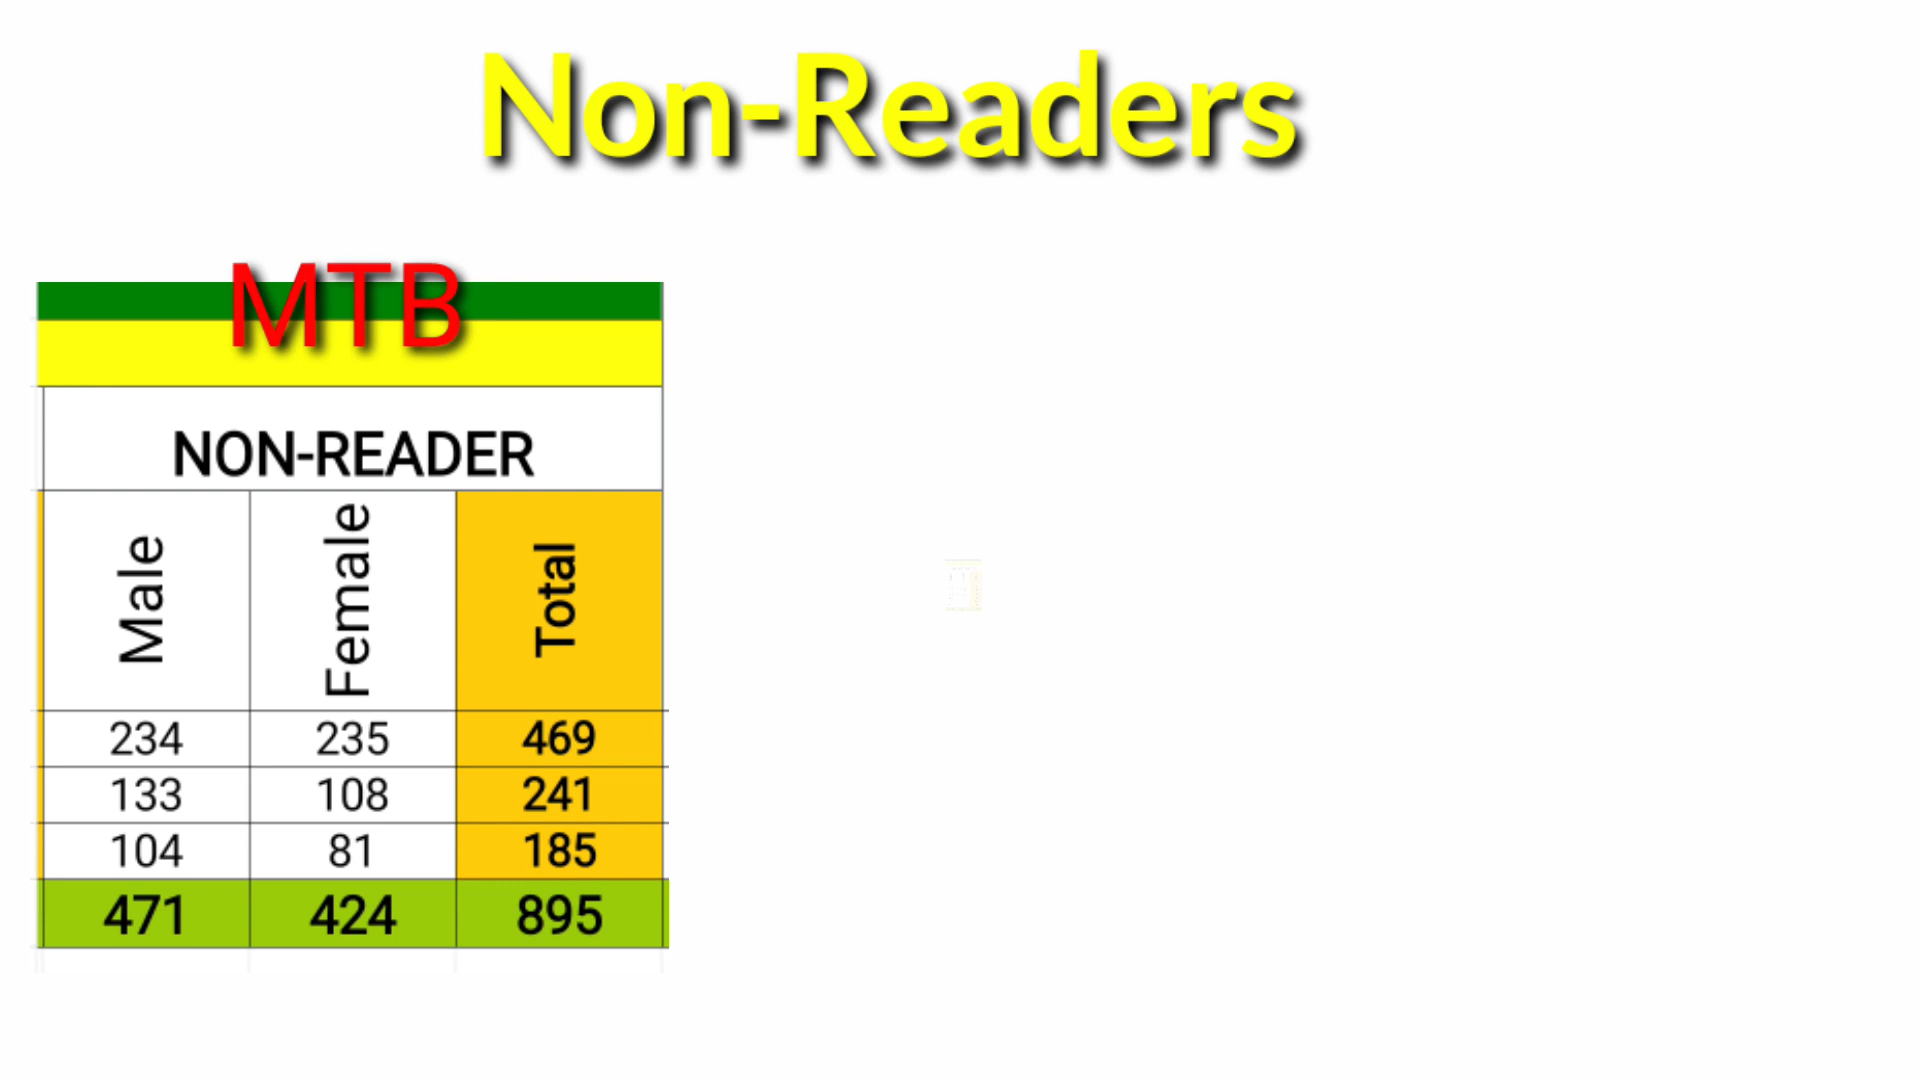 Non-Readers
MTB
NON-READER
Male Female Total
234 235 469
133 108 241
104 81 185
471 424 895